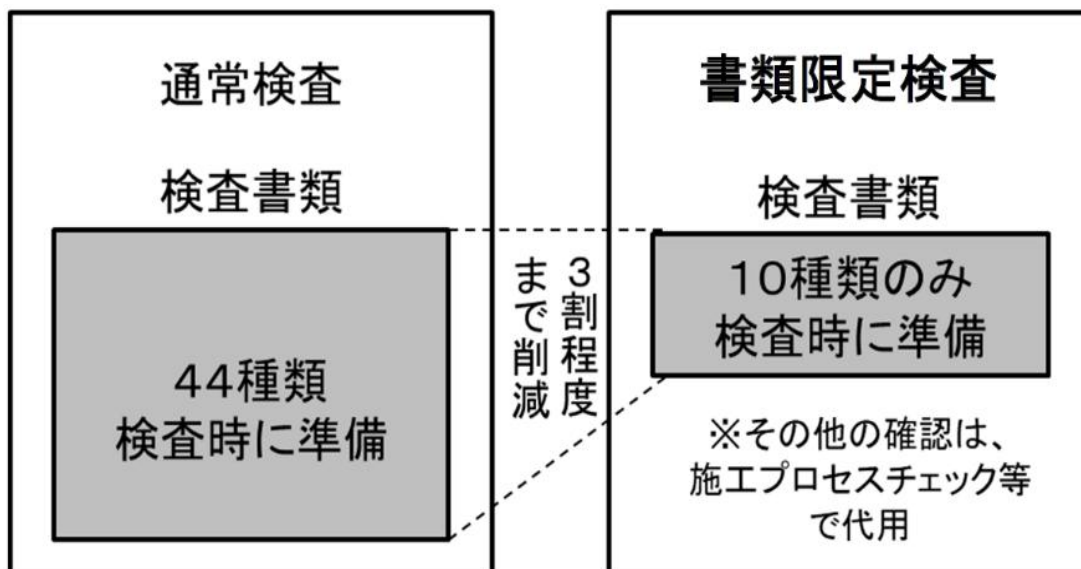 通常検査
検査書類
44種類
検査時に準備
3割程度
まで削減
書類限定検査
検査書類
10種類のみ
検査時に準備
※その他の確認は、
施工プロセスチェック等
で代用